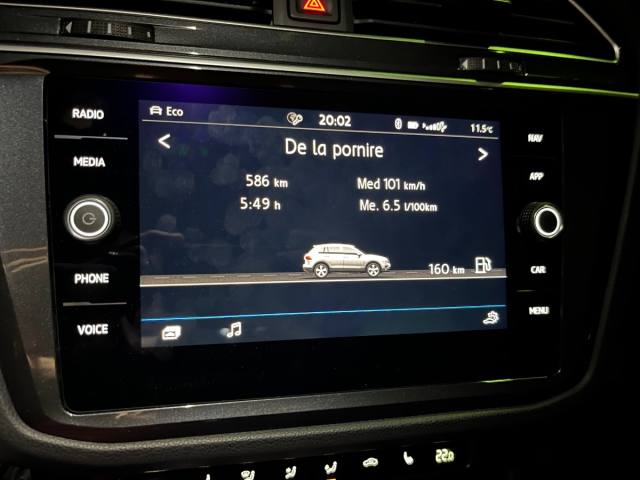 RADIO
MEDIA
PHONE
VOICE
Eco
20:02
11.5°C
De la pornire
586 km
Med 101 km/h
5:49 h
Me. 6.5 l/100km
160 km
NAV
APP
CAR
MENU
22.0